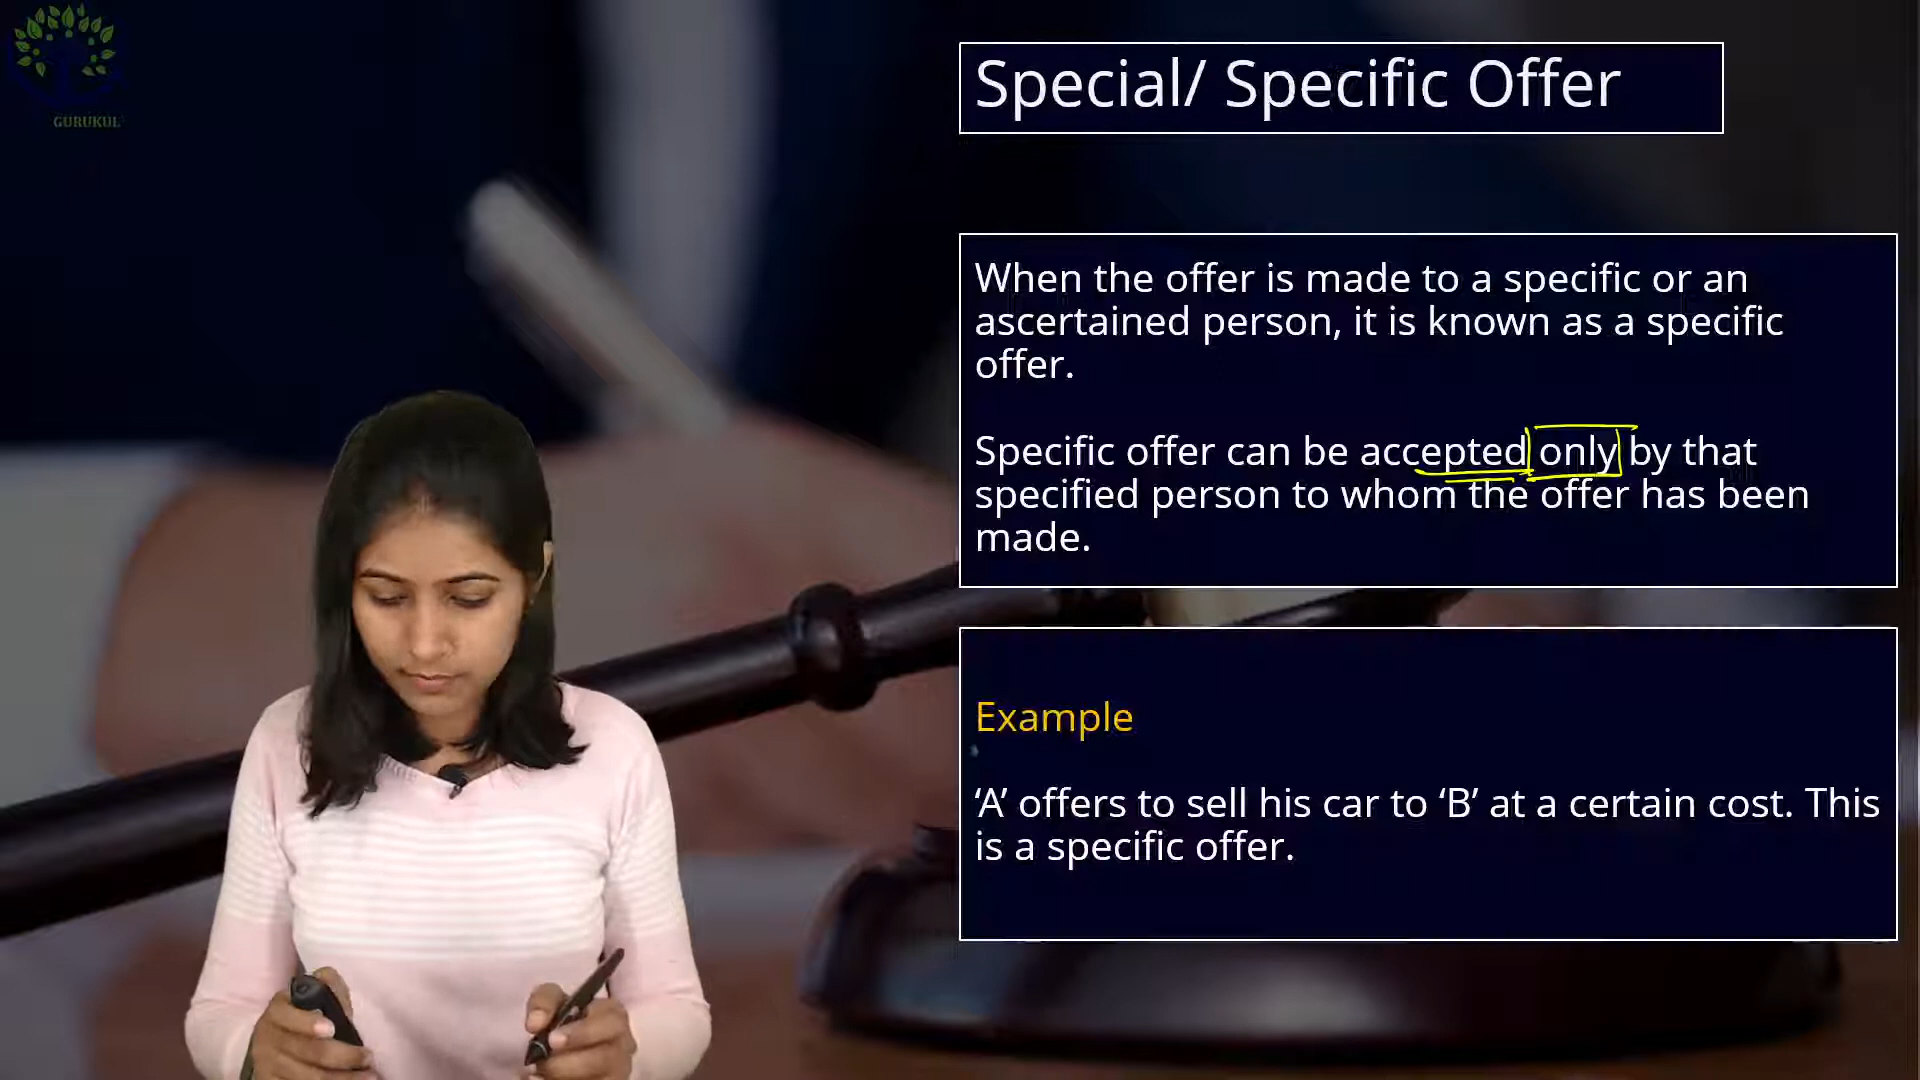 GURUKUL
Special/ Specific Offer
When the offer is made to a specific or an
ascertained person, it is known as a specific
offer.
Specific offer can be accepted only by that
specified person to whom the offer has been
made.
Example
‘A’ offers to sell his car to ‘B’ at a certain cost. This
is a specific offer.